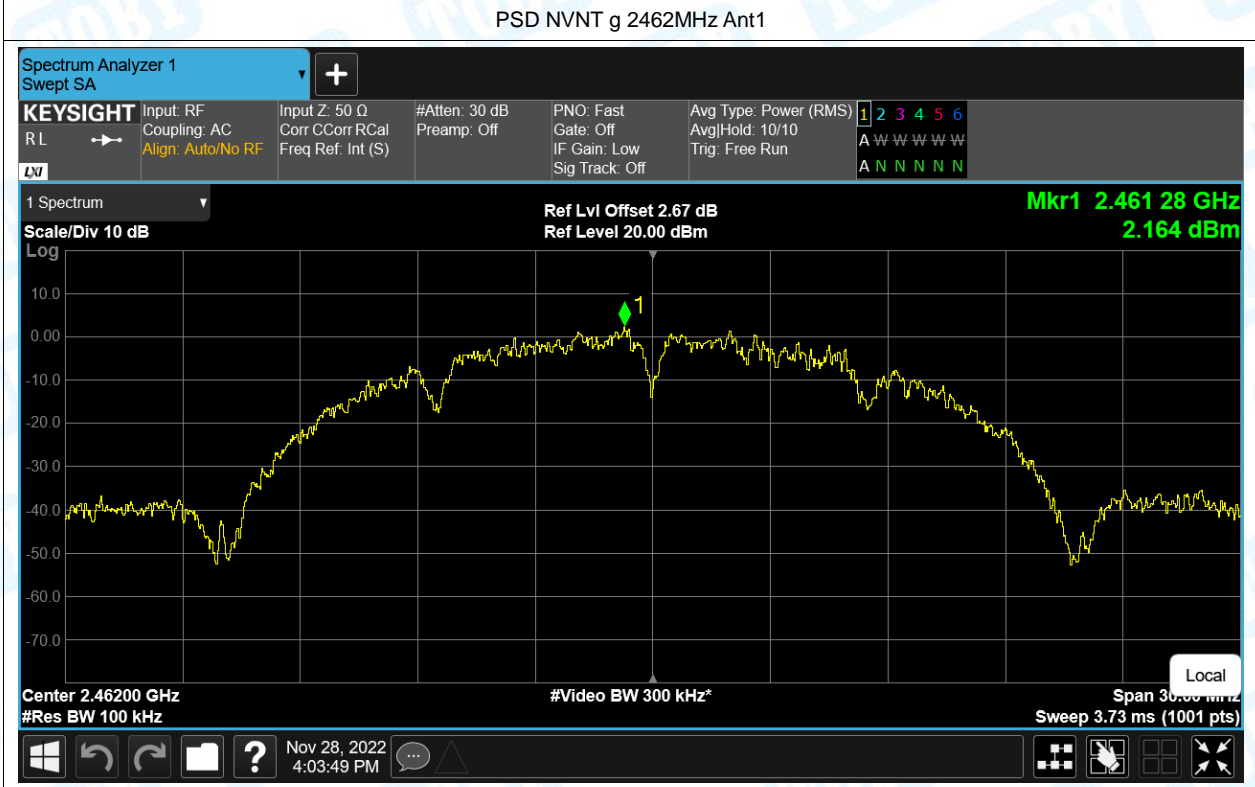 PSD NVNT g 2462MHz Ant1
Spectrum Analyzer 1
Swept SA
KEYSIGHT
R L
LXI
Input: RF
Coupling: AC
Align: Auto/No RF
Input Z: 50 Ω
Corr CCorr RCal
Freq Ref: Int (S)
#Atten: 30 dB
Preamp: Off
PNO: Fast
Gate: Off
IF Gain: Low
Sig Track: Off
Avg Type: Power (RMS)
Avg|Hold: 10/10
Trig: Free Run
1 2 3 4 5 6
A W W W W W
A N N N N N
1 Spectrum
Scale/Div 10 dB
Log
Ref Lvl Offset 2.67 dB
Ref Level 20.00 dBm
Mkr1 2.461 28 GHz
2.164 dBm
1
10.0
0.00
-10.0
-20.0
-30.0
-40.0
-50.0
-60.0
-70.0
Local
Center 2.46200 GHz
#Res BW 100 kHz
#Video BW 300 kHz*
Span 30.00 MHz
Sweep 3.73 ms (1001 pts)
Nov 28, 2022
4:03:49 PM